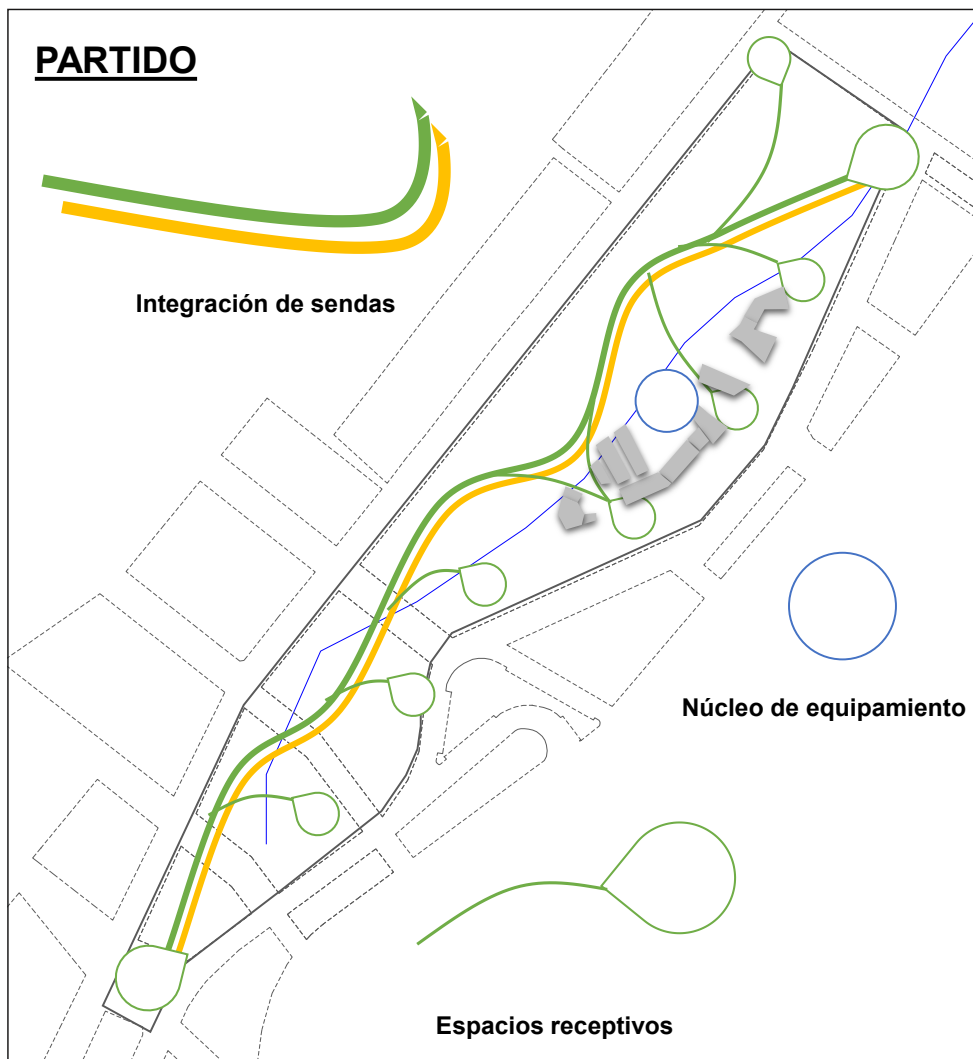 PARTIDO
Integración de sendas
Núcleo de equipamiento
Espacios receptivos